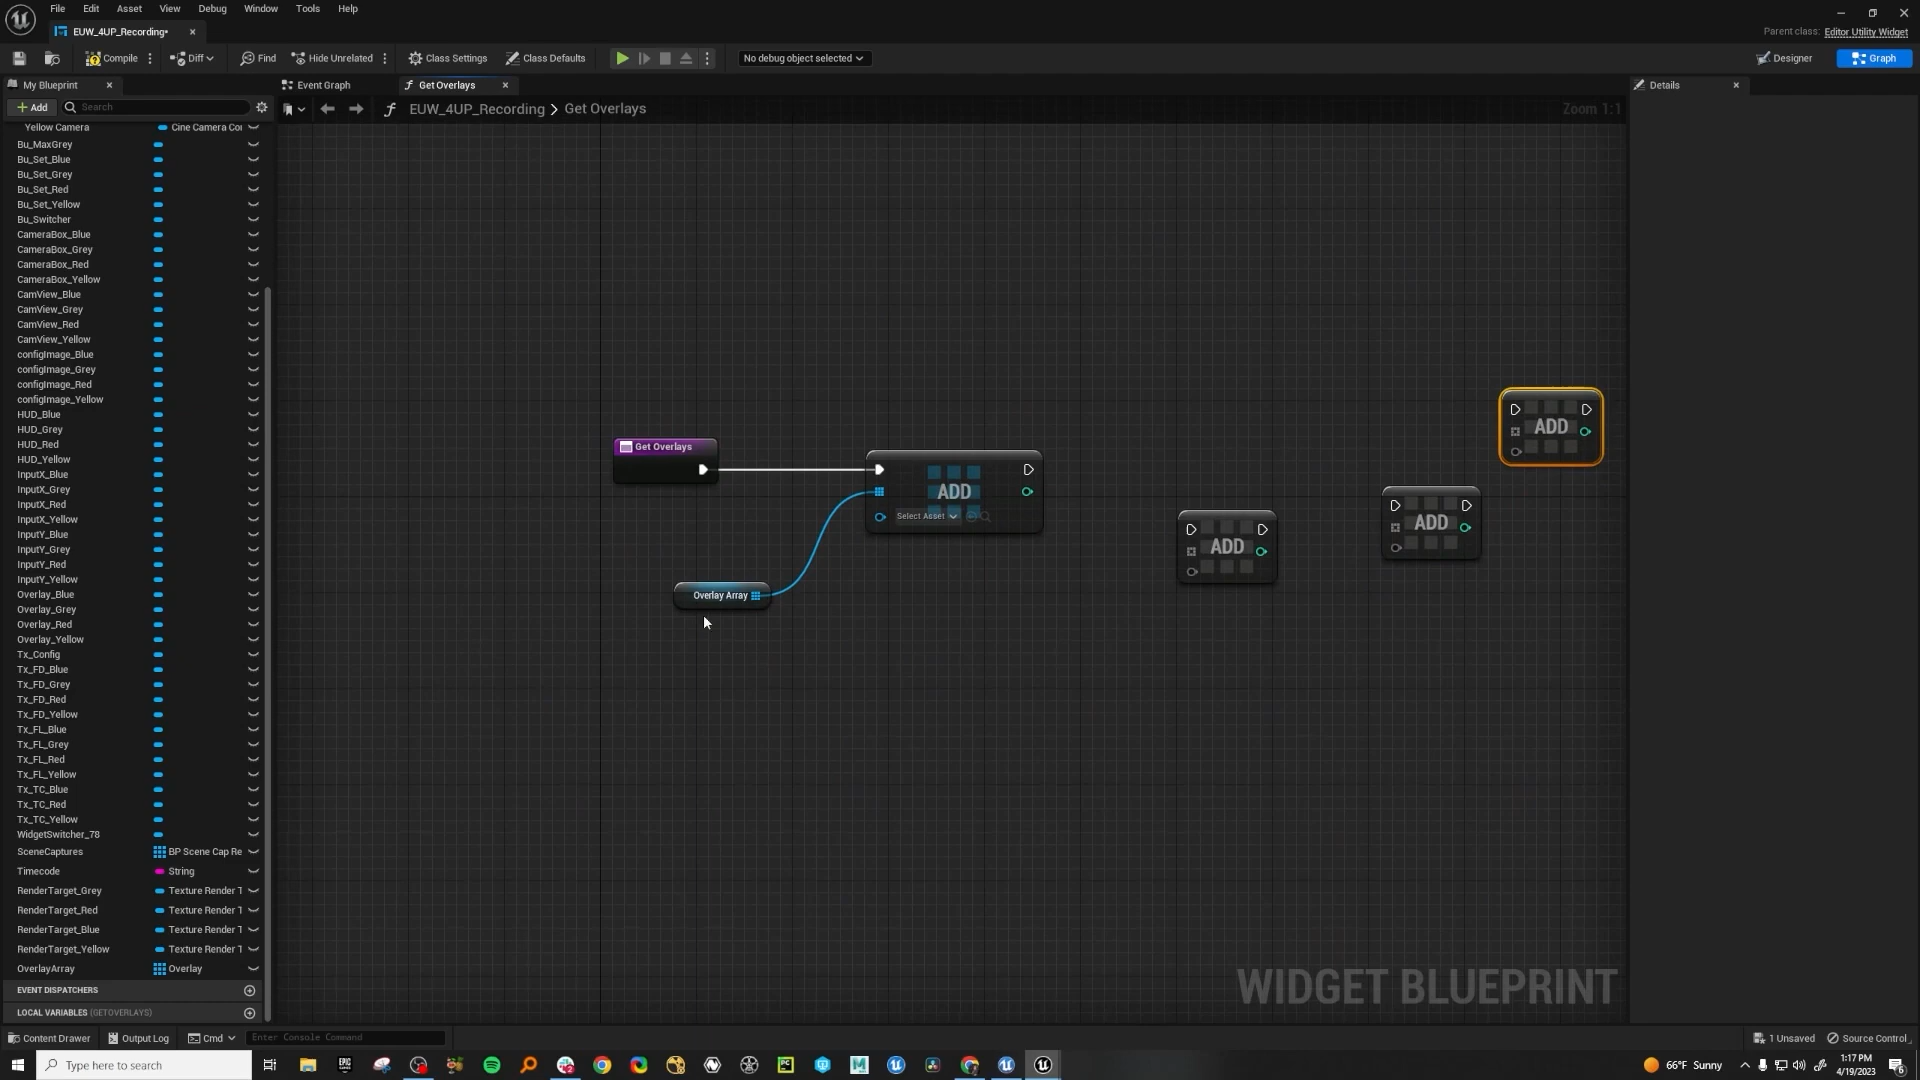 File Edit Asset View Debug Window Tools Help
EUW_4UP_Recording•
Parent class: Editor Utility Widget
Compile Diff Find Hide Unrelated Class Settings Class Defaults No debug object selected Designer Graph
My Blueprint Event Graph Get Overlays Details
Add Search EUW_4UP_Recording > Get Overlays Zoom 1:1
Yellow Camera Cine Camera Co
Bu_MaxGrey
Bu_Set_Blue
Bu_Set_Grey
Bu_Set_Red
Bu_Set_Yellow
Bu_Switcher
CameraBox_Blue
CameraBox_Grey
CameraBox_Red
CameraBox_Yellow
CamView_Blue
CamView_Grey
CamView_Red
CamView_Yellow
configImage_Blue
configImage_Grey
configImage_Red
configImage_Yellow
HUD_Blue
HUD_Grey
HUD_Red
HUD_Yellow
InputX_Blue
InputX_Grey
InputX_Red
InputX_Yellow
InputY_Blue
InputY_Grey
InputY_Red
InputY_Yellow
Overlay_Blue
Overlay_Grey
Overlay_Red
Overlay_Yellow
Tx_Config
Tx_FD_Blue
Tx_FD_Grey
Tx_FD_Red
Tx_FD_Yellow
Tx_FL_Blue
Tx_FL_Grey
Tx_FL_Red
Tx_FL_Yellow
Tx_TC_Blue
Tx_TC_Red
Tx_TC_Yellow
WidgetSwitcher_78
SceneCaptures BP Scene Cap Re
Timecode String
RenderTarget_Grey Texture Render T
RenderTarget_Red Texture Render T
RenderTarget_Blue Texture Render T
RenderTarget_Yellow Texture Render T
OverlayArray Overlay
EVENT DISPATCHERS
LOCAL VARIABLES (GETOVERLAYS)
Get Overlays
ADD
Select Asset
Overlay Array
ADD
ADD
ADD
WIDGET BLUEPRINT
Content Drawer Output Log Cmd Enter Console Command 1 Unsaved Source Control
Type here to search 66°F Sunny 1:17 PM
4/19/2023